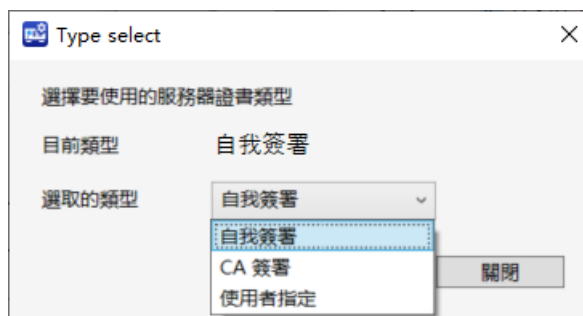 Type select
選擇要使用的服務器證書類型
目前類型 自我簽署
選取的類型 自我簽署
自我簽署
CA 簽署
關閉
使用者指定